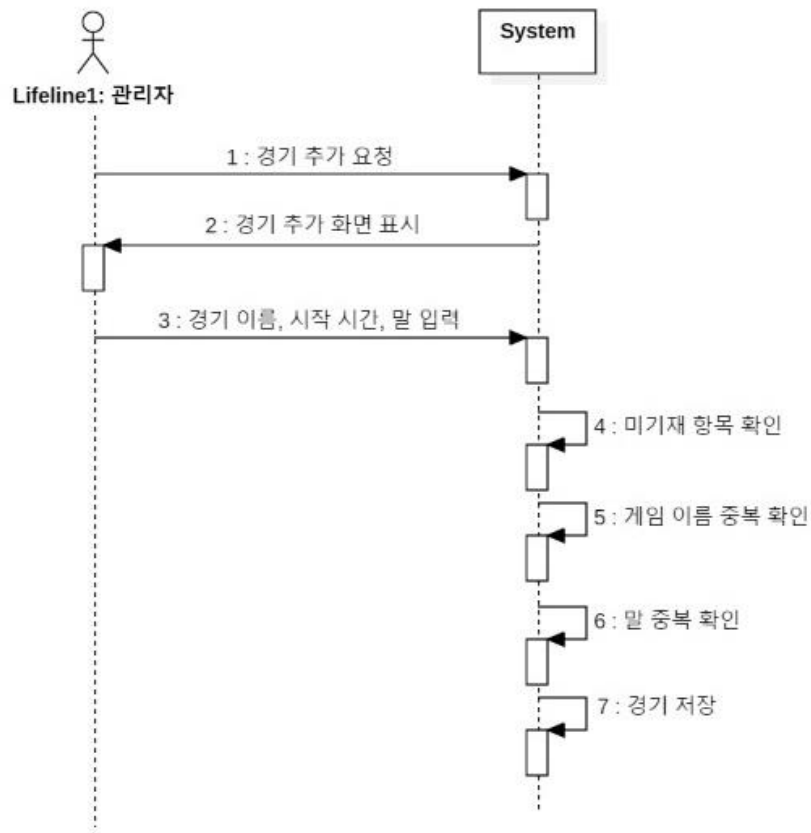 System
Lifeline1: 관리자
1 : 경기 추가 요청
2 : 경기 추가 화면 표시
3 : 경기 이름, 시작 시간, 말 입력
4 : 미기재 항목 확인
5 : 게임 이름 중복 확인
6 : 말 중복 확인
7 : 경기 저장